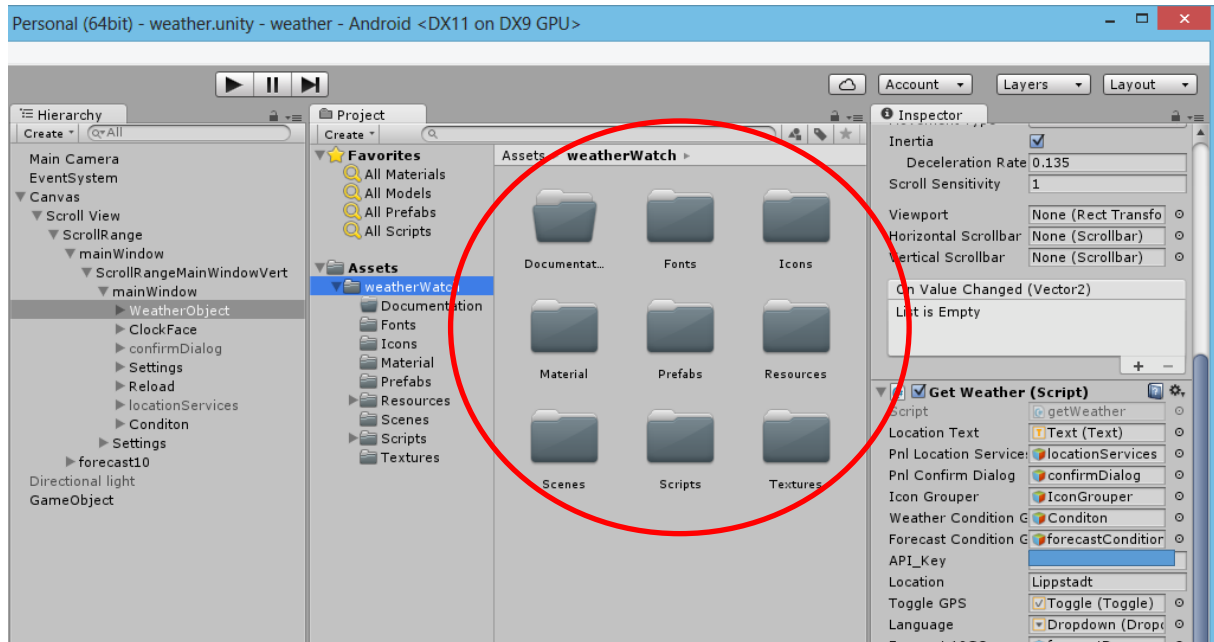 Personal (64bit) - weather.unity - weather - Android <DX11 on DX9 GPU>
Account
Layers
Layout
Hierarchy
Create
All
Main Camera
EventSystem
Canvas
Scroll View
ScrollRange
mainWindow
ScrollRangeMainWindowVert
mainWindow
WeatherObject
ClockFace
confirmDialog
Settings
Reload
locationServices
Conditon
Settings
forecast10
Directional light
GameObject
Project
Create
Favorites
All Materials
All Models
All Prefabs
All Scripts
Assets
weatherWatch
Documentation
Fonts
Icons
Material
Prefabs
Resources
Scenes
Scripts
Textures
Assets weatherWatch
Documentat... Fonts Icons
Material Prefabs Resources
Scenes Scripts Textures
Inspector
Inertia
Deceleration Rate 0.135
Scroll Sensitivity 1
Viewport None (Rect Transfo
Horizontal Scrollbar None (Scrollbar)
Vertical Scrollbar None (Scrollbar)
On Value Changed (Vector2)
List is Empty
+ −
Get Weather (Script)
Script getWeather
Location Text Text (Text)
Pnl Location Service: locationServices
Pnl Confirm Dialog confirmDialog
Icon Grouper IconGrouper
Weather Condition G Conditon
Forecast Condition G forecastCondition
API_Key
Location Lippstadt
Toggle GPS Toggle (Toggle)
Language Dropdown (Dropd